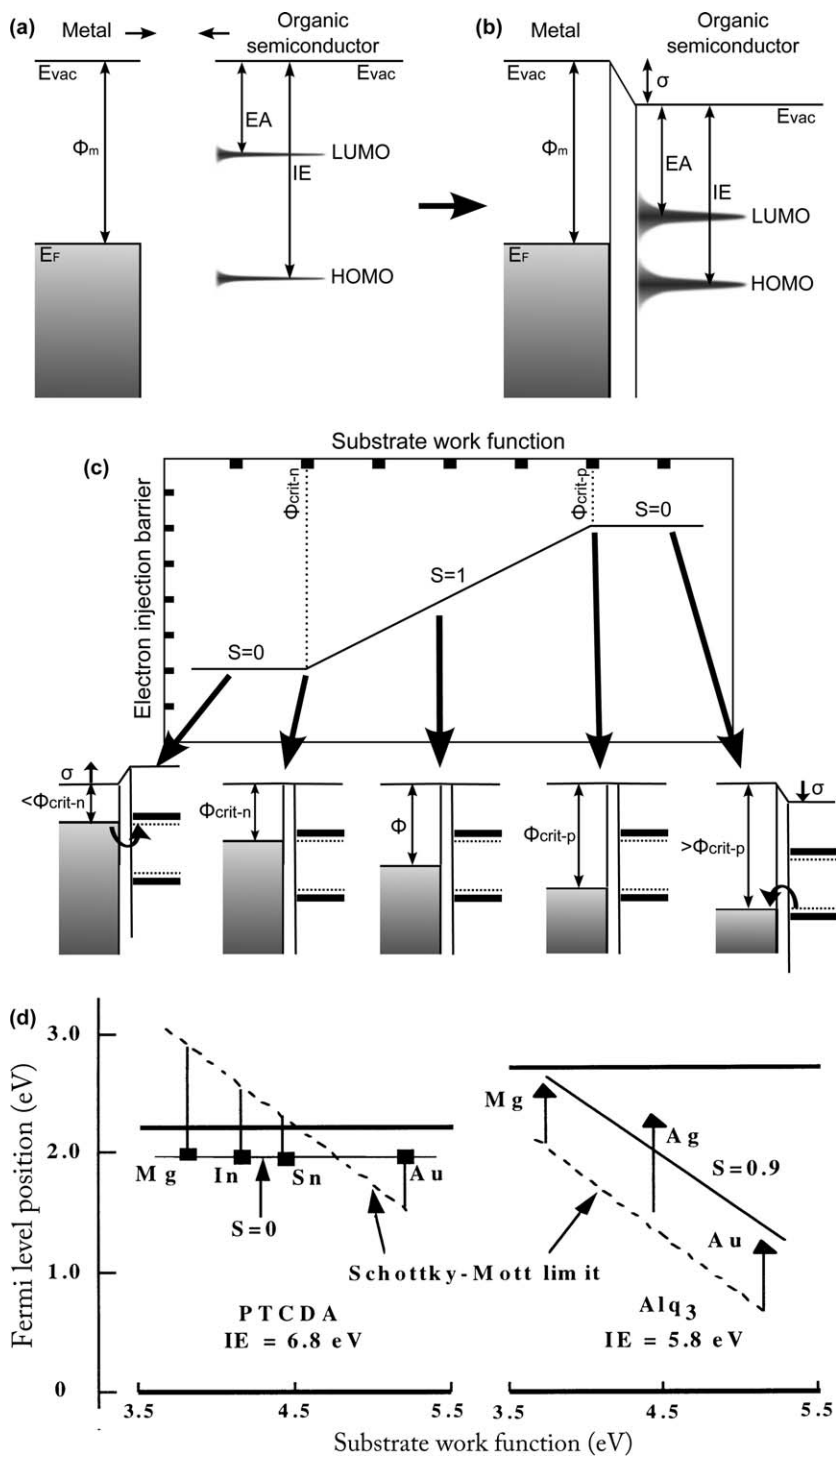 (a)
Metal
Organic
semiconductor
Evac
Evac
Φm
EA
IE
LUMO
EF
HOMO
(b)
Metal
Organic
semiconductor
Evac
σ
Evac
Φm
EA
IE
LUMO
EF
HOMO
(c)
Substrate work function
Electron injection barrier
Φcrit-n
Φcrit-p
S=0
S=1
S=0
σ
<Φcrit-n
Φcrit-n
Φ
Φcrit-p
>Φcrit-p
σ
(d)
Fermi level position (eV)
3.0
2.0
1.0
0
Mg
In
Sn
Au
S=0
Schottky-Mott limit
PTCDA
IE = 6.8 eV
3.5
4.5
5.5
Mg
Ag
S=0.9
Au
Alq3
IE = 5.8 eV
3.5
4.5
5.5
Substrate work function (eV)